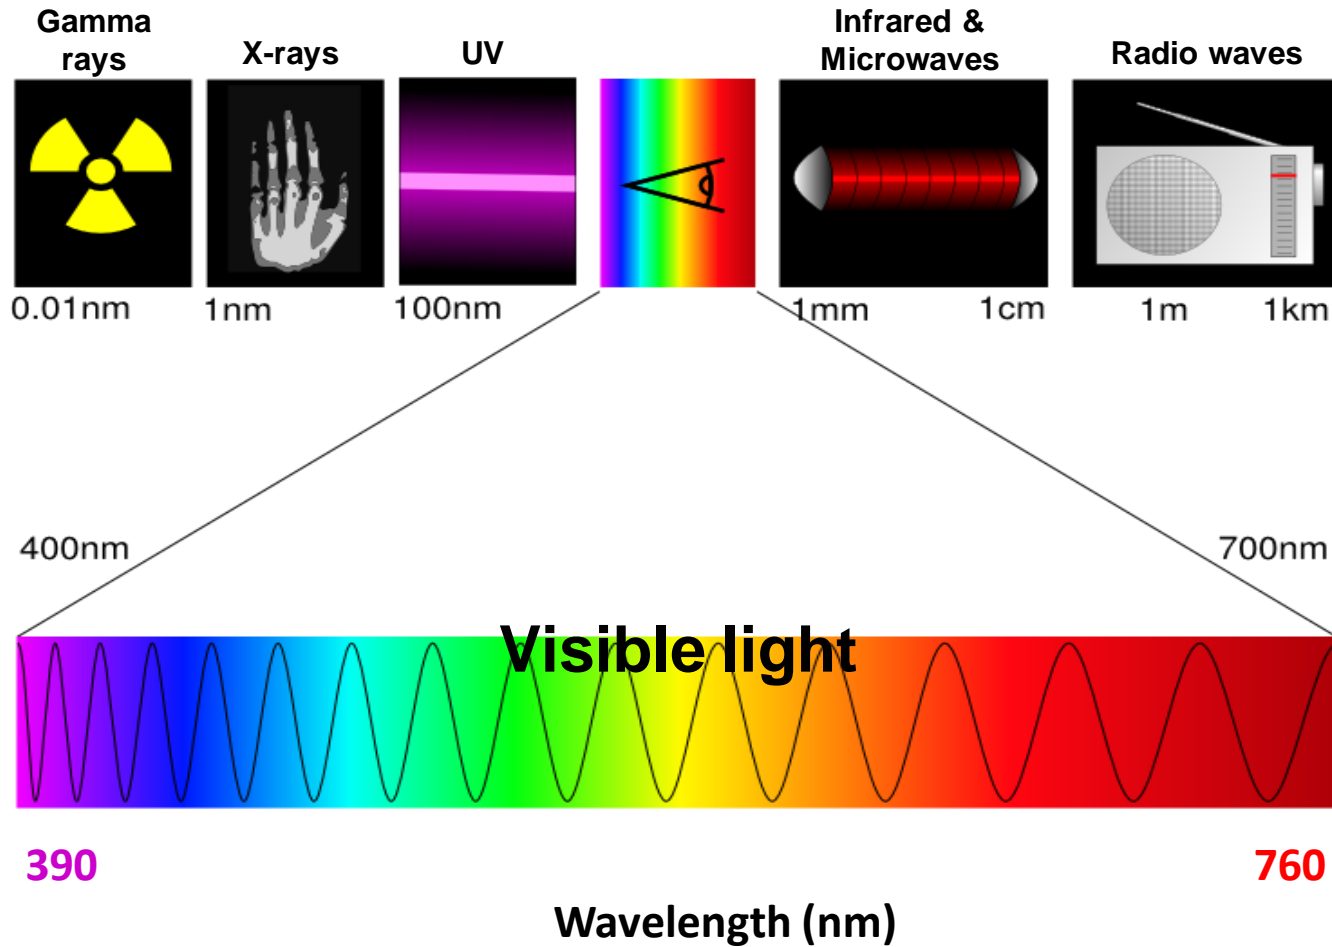 Gamma
rays
X-rays
UV
Infrared &
Microwaves
Radio waves
0.01nm
1nm
100nm
1mm
1cm
1m
1km
400nm
700nm
Visible light
390
760
Wavelength (nm)